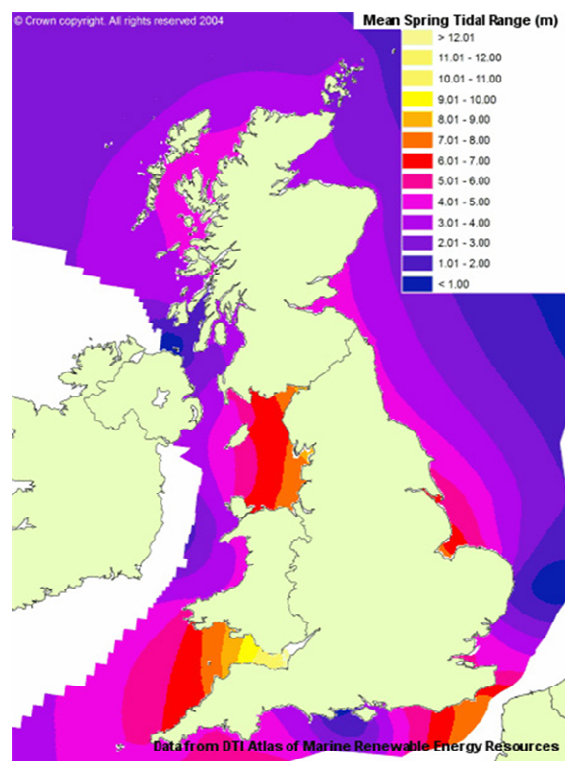 © Crown copyright. All rights reserved 2004
Mean Spring Tidal Range (m)
> 12.01
11.01 - 12.00
10.01 - 11.00
9.01 - 10.00
8.01 - 9.00
7.01 - 8.00
6.01 - 7.00
5.01 - 6.00
4.01 - 5.00
3.01 - 4.00
2.01 - 3.00
1.01 - 2.00
< 1.00
Data from DTI Atlas of Marine Renewable Energy Resources